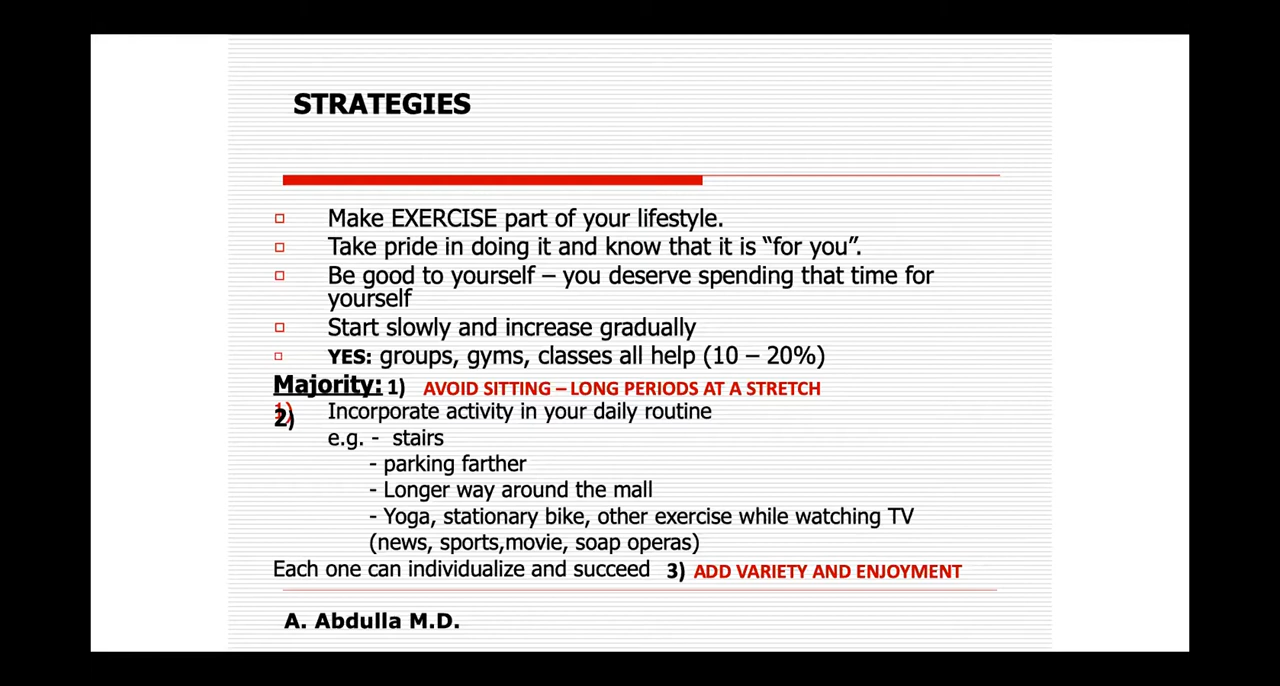 STRATEGIES
Make EXERCISE part of your lifestyle.
Take pride in doing it and know that it is “for you”.
Be good to yourself – you deserve spending that time for
yourself
Start slowly and increase gradually
YES: groups, gyms, classes all help (10 – 20%)
Majority: 1) AVOID SITTING – LONG PERIODS AT A STRETCH
1) 2) Incorporate activity in your daily routine
e.g. - stairs
- parking farther
- Longer way around the mall
- Yoga, stationary bike, other exercise while watching TV
(news, sports,movie, soap operas)
Each one can individualize and succeed 3) ADD VARIETY AND ENJOYMENT
A. Abdulla M.D.